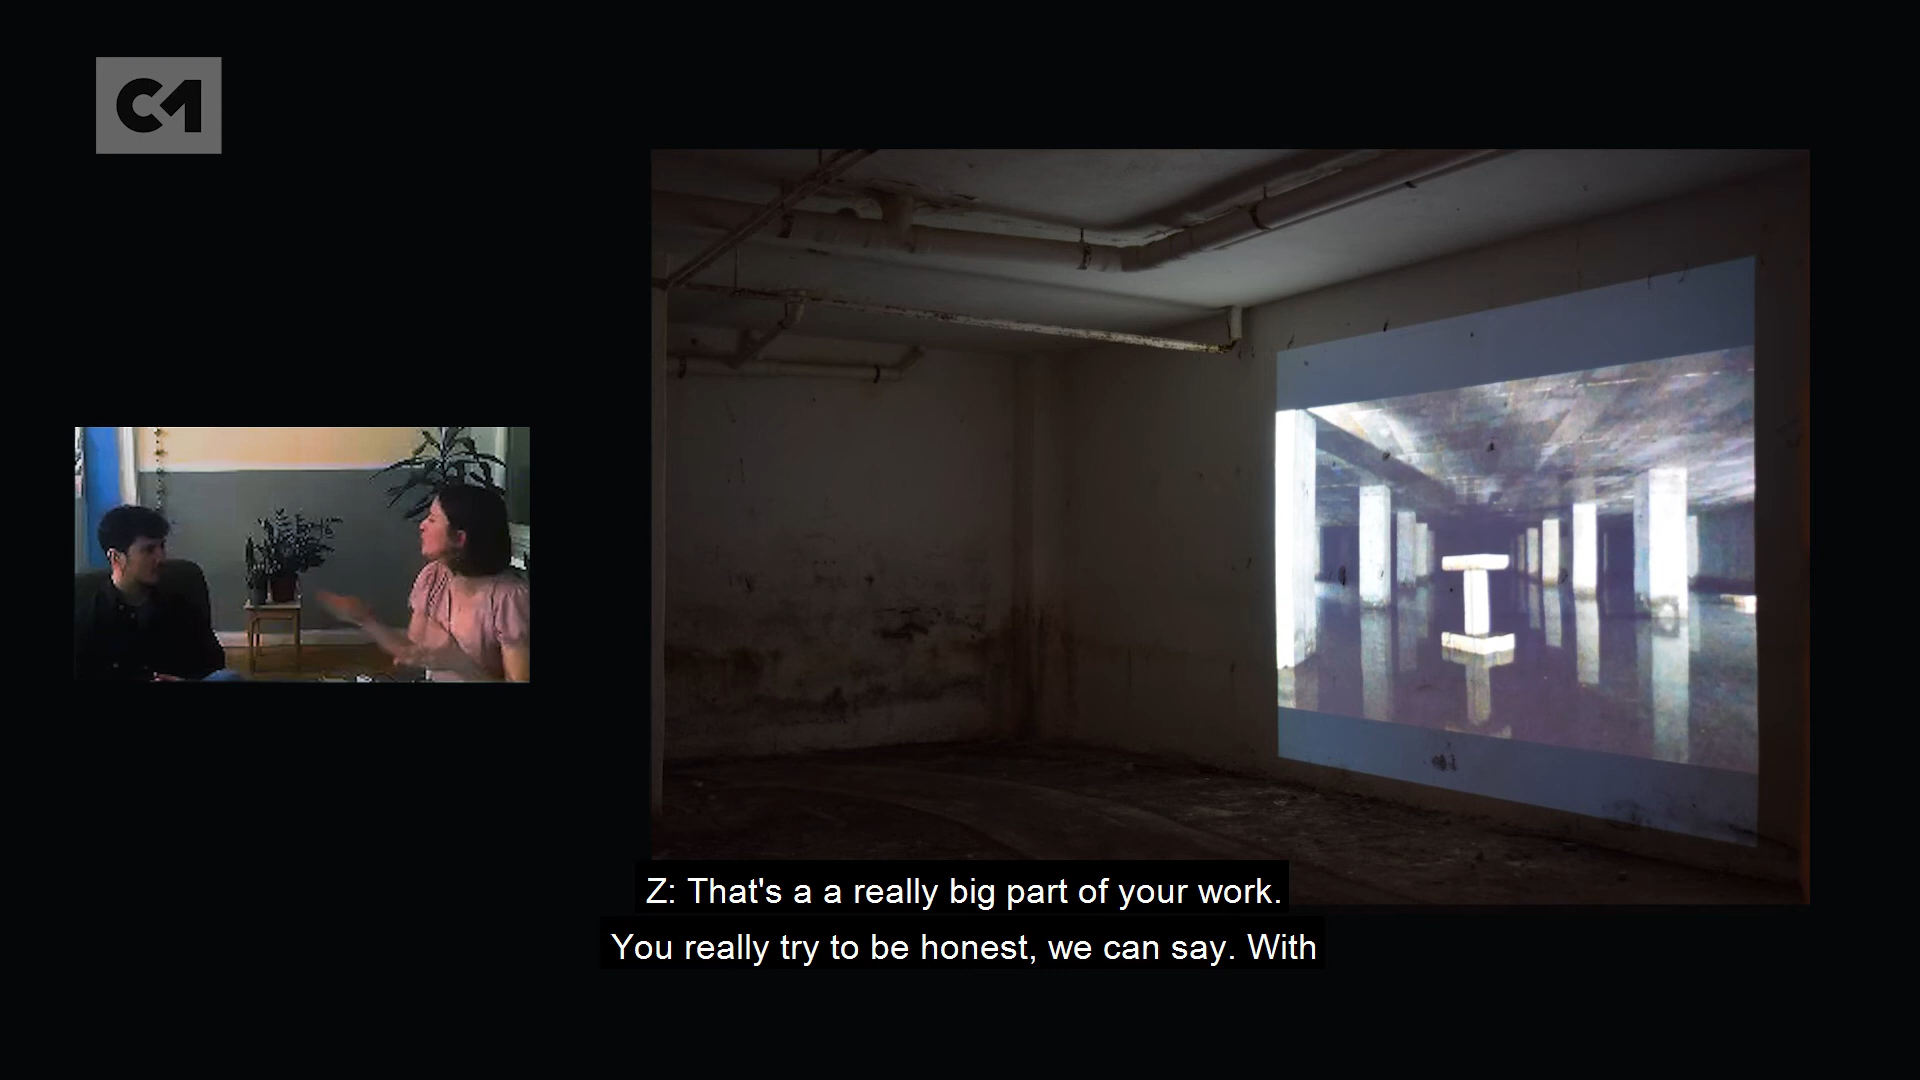 C1
Z: That's a a really big part of your work.
You really try to be honest, we can say. With